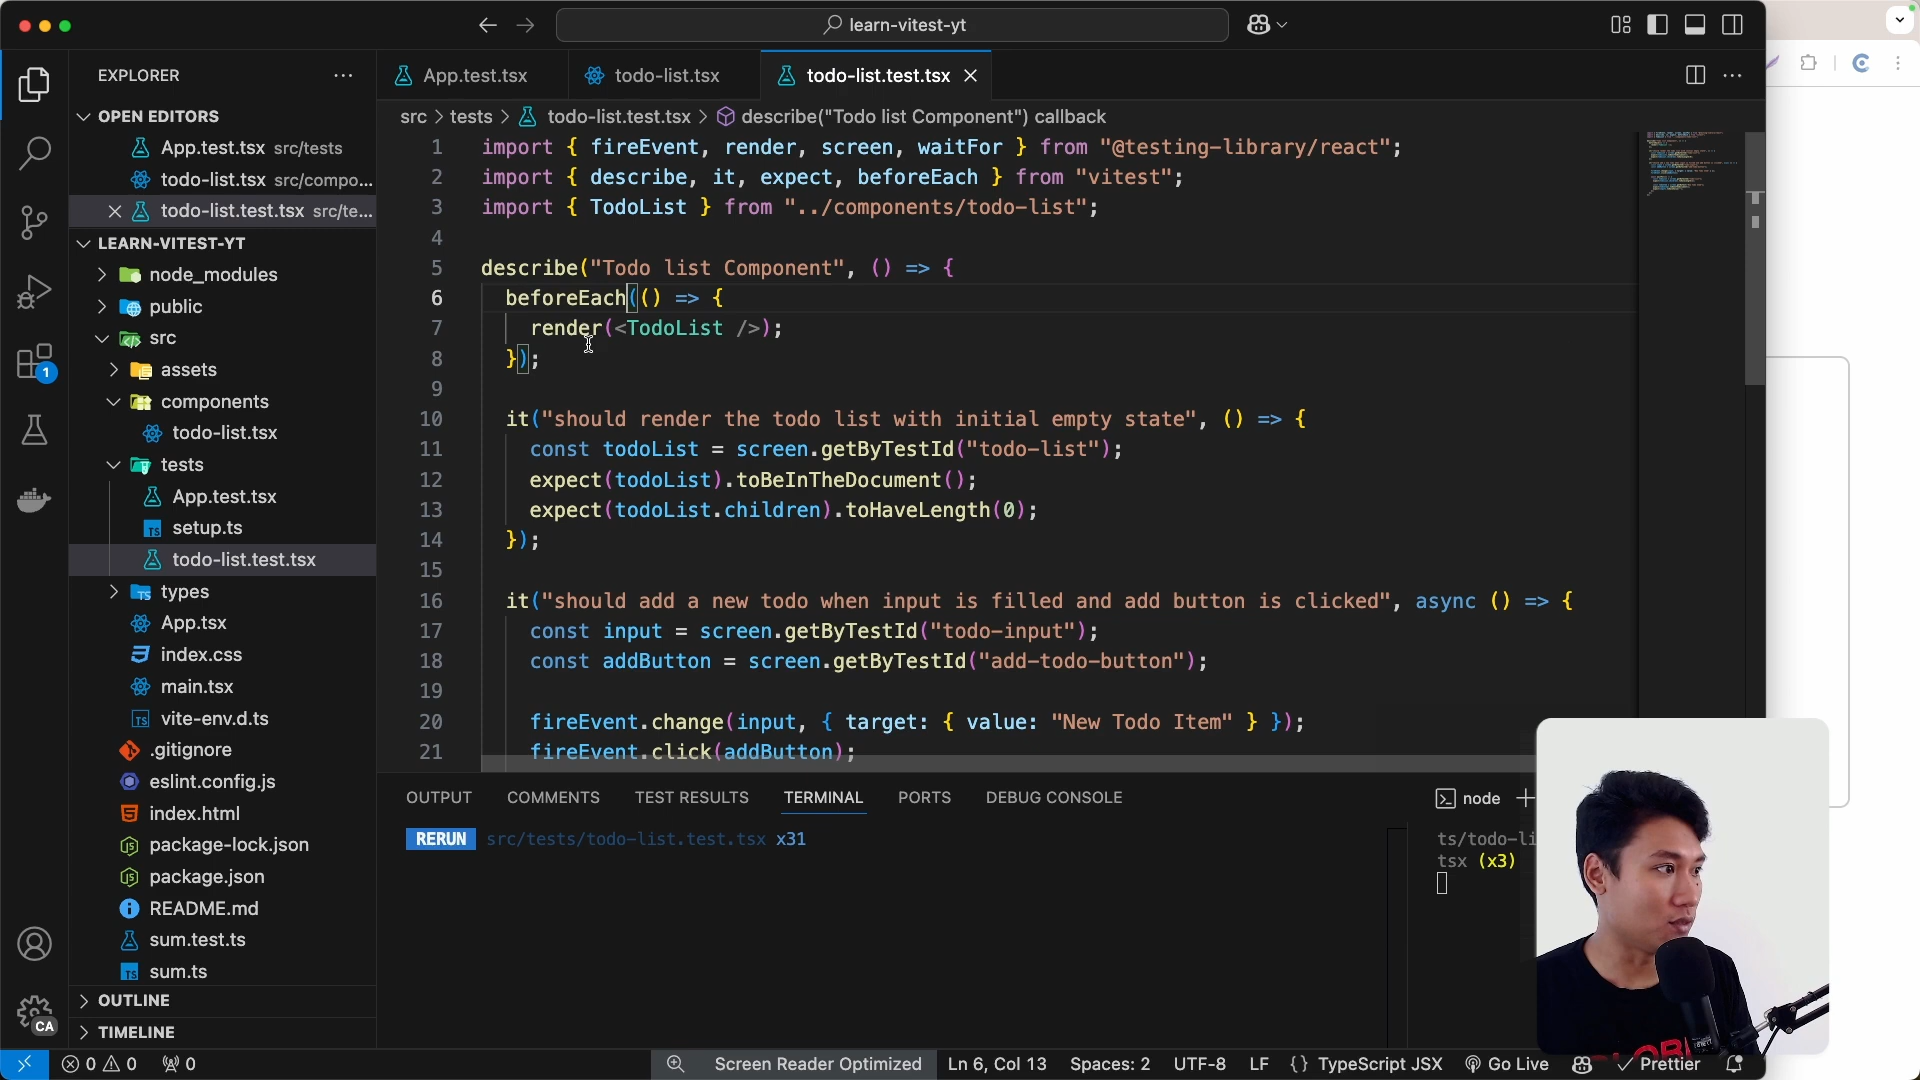 learn-vitest-yt
EXPLORER
App.test.tsx
todo-list.tsx
todo-list.test.tsx
OPEN EDITORS
App.test.tsx src/tests
todo-list.tsx src/compo...
todo-list.test.tsx src/te...
LEARN-VITEST-YT
node_modules
public
src
assets
components
todo-list.tsx
tests
App.test.tsx
TS setup.ts
todo-list.test.tsx
types
App.tsx
index.css
main.tsx
TS vite-env.d.ts
.gitignore
eslint.config.js
index.html
package-lock.json
package.json
README.md
sum.test.ts
TS sum.ts
OUTLINE
TIMELINE
1
CA
src > tests > todo-list.test.tsx > describe("Todo list Component") callback
1 import { fireEvent, render, screen, waitFor } from "@testing-library/react";
2 import { describe, it, expect, beforeEach } from "vitest";
3 import { TodoList } from "../components/todo-list";
4
5 describe("Todo list Component", () => {
6 beforeEach(() => {
7 render(<TodoList />);
8 });
9
10 it("should render the todo list with initial empty state", () => {
11 const todoList = screen.getByTestId("todo-list");
12 expect(todoList).toBeInTheDocument();
13 expect(todoList.children).toHaveLength(0);
14 });
15
16 it("should add a new todo when input is filled and add button is clicked", async () => {
17 const input = screen.getByTestId("todo-input");
18 const addButton = screen.getByTestId("add-todo-button");
19
20 fireEvent.change(input, { target: { value: "New Todo Item" } });
21 fireEvent.click(addButton);
OUTPUT COMMENTS TEST RESULTS TERMINAL PORTS DEBUG CONSOLE
node
RERUN src/tests/todo-list.test.tsx x31
ts/todo-li
tsx (x3)
0 0 0
Screen Reader Optimized Ln 6, Col 13 Spaces: 2 UTF-8 LF {} TypeScript JSX Go Live Prettier